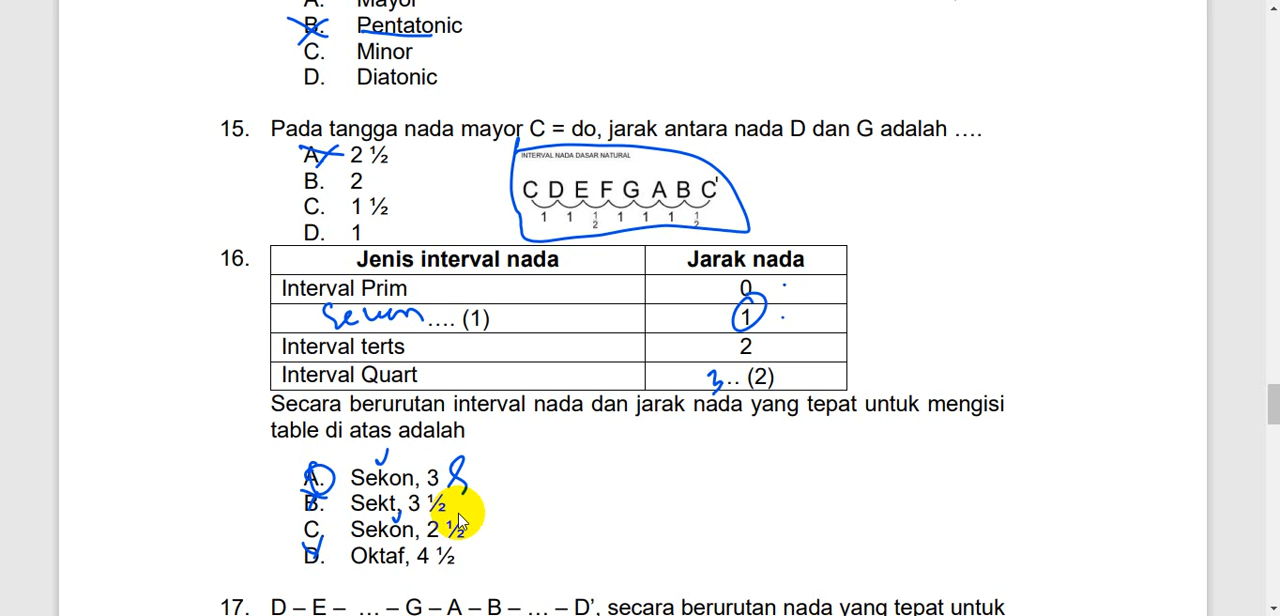 A. Mayor
B. Pentatonic
C. Minor
D. Diatonic
15. Pada tangga nada mayor C = do, jarak antara nada D dan G adalah ….
A. 2 ½
B. 2
C. 1 ½
D. 1
INTERVAL NADA DASAR NATURAL
C D E F G A B C'
1 1 1/2 1 1 1 1/2
16. Jenis interval nada Jarak nada
Interval Prim 0
Sekon .... (1) 1
Interval terts 2
Interval Quart 3.. (2)
Secara berurutan interval nada dan jarak nada yang tepat untuk mengisi
table di atas adalah
A. Sekon, 3
B. Sekt, 3 ½
C. Sekon, 2 ½
D. Oktaf, 4 ½
17. D – E – … – G – A – B – … – D’, secara berurutan nada yang tepat untuk